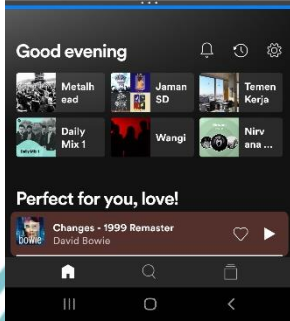 Good evening
Metalh
ead
Jaman
SD
Temen
Kerja
Daily
Mix 1
Wangi
Nirv
ana ...
Perfect for you, love!
Changes - 1999 Remaster
David Bowie
bowie